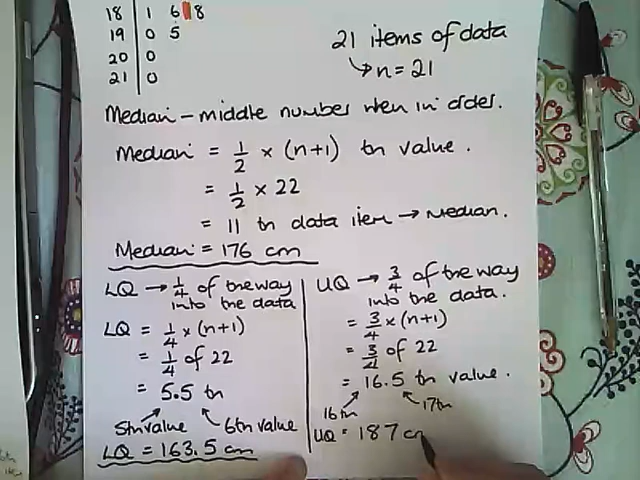 18 | 1 6 8
19 | 0 5
20 | 0
21 | 0
21 items of data
→ n = 21
Median – middle number when in order.
Median = 1/2 × (n+1) th value.
= 1/2 × 22
= 11 th data item → Median.
Median = 176 cm
LQ → 1/4 of the way
into the data
LQ = 1/4 × (n+1)
= 1/4 of 22
= 5.5 th
5th value 6th value
LQ = 163.5 cm
UQ → 3/4 of the way
into the data.
= 3/4 × (n+1)
= 3/4 of 22
= 16.5 th value.
16th 17th
UQ = 187 cm